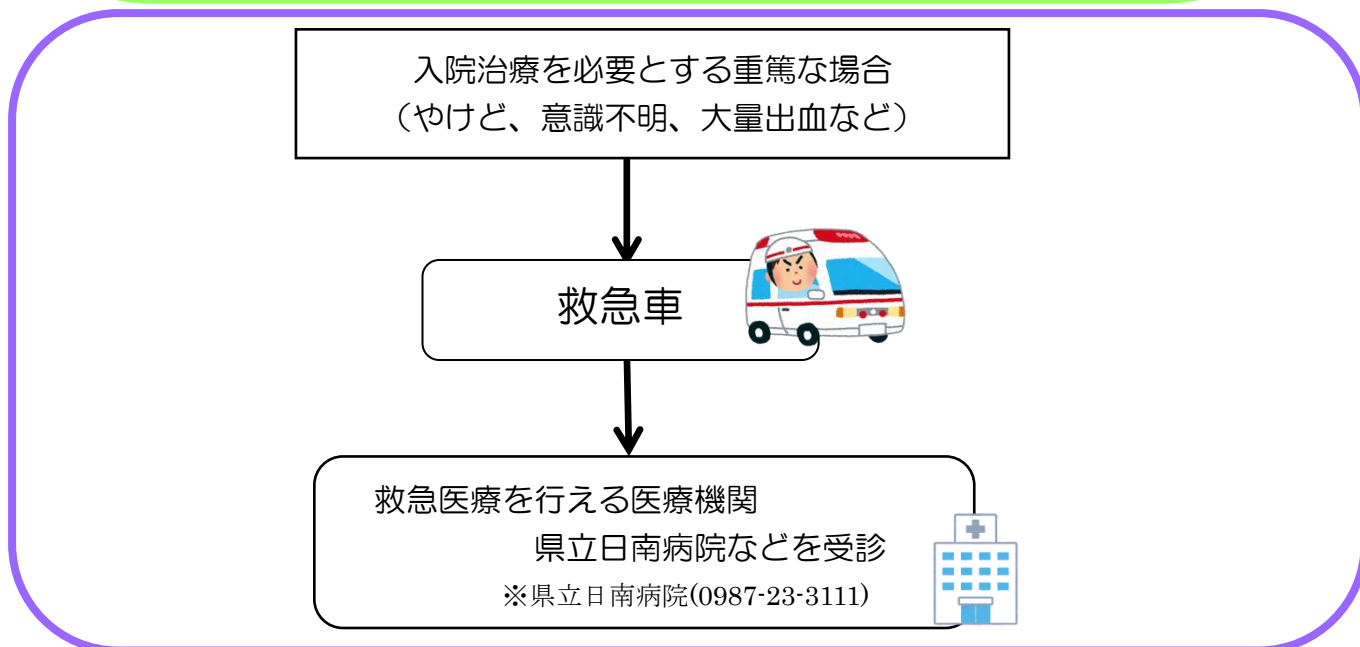 入院治療を必要とする重篤な場合
（やけど、意識不明、大量出血など）
救急車
救急医療を行える医療機関
県立日南病院などを受診
※県立日南病院(0987-23-3111)